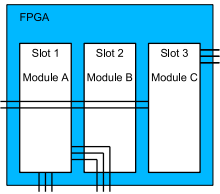 FPGA
Slot 1
Module A
Slot 2
Module B
Slot 3
Module C